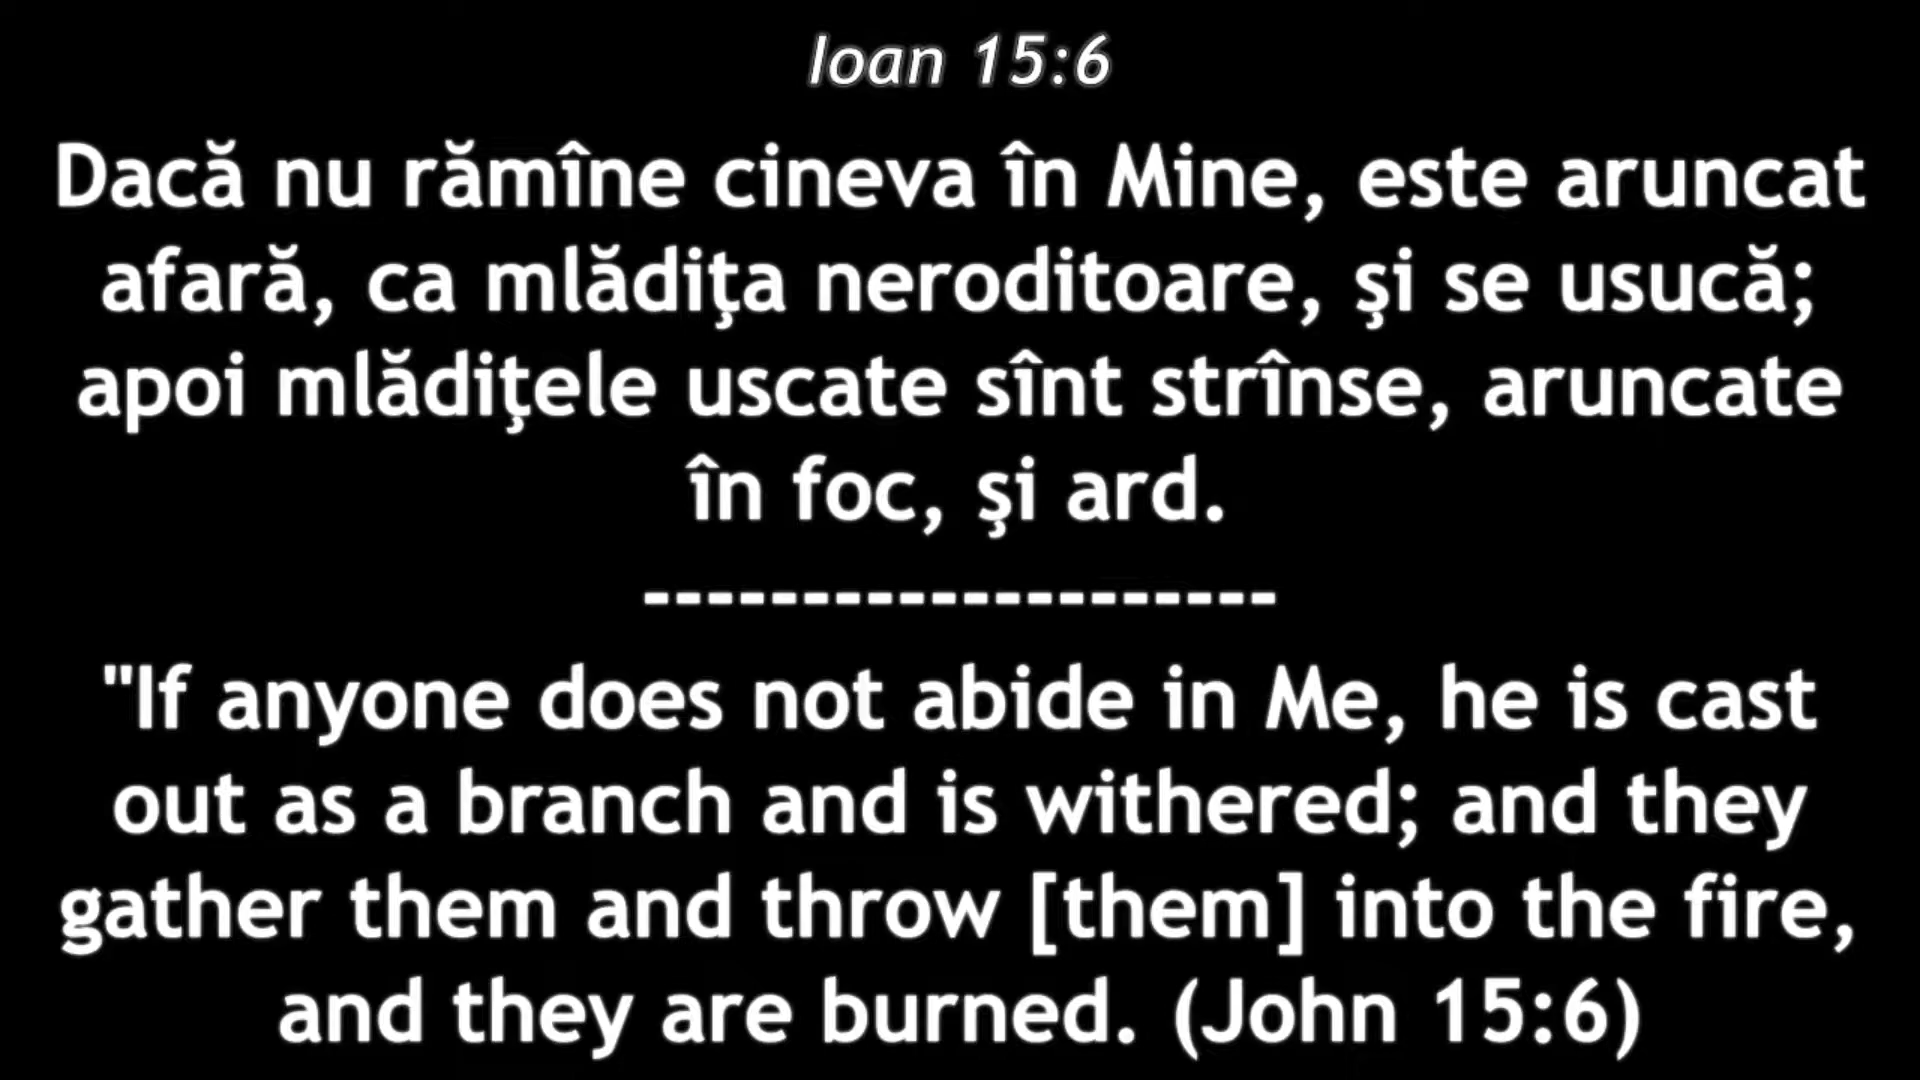 Ioan 15:6
Dacă nu rămîne cineva în Mine, este aruncat
afară, ca mlădiţa neroditoare, şi se usucă;
apoi mlădiţele uscate sînt strînse, aruncate
în foc, şi ard.
--------------------
"If anyone does not abide in Me, he is cast
out as a branch and is withered; and they
gather them and throw [them] into the fire,
and they are burned. (John 15:6)